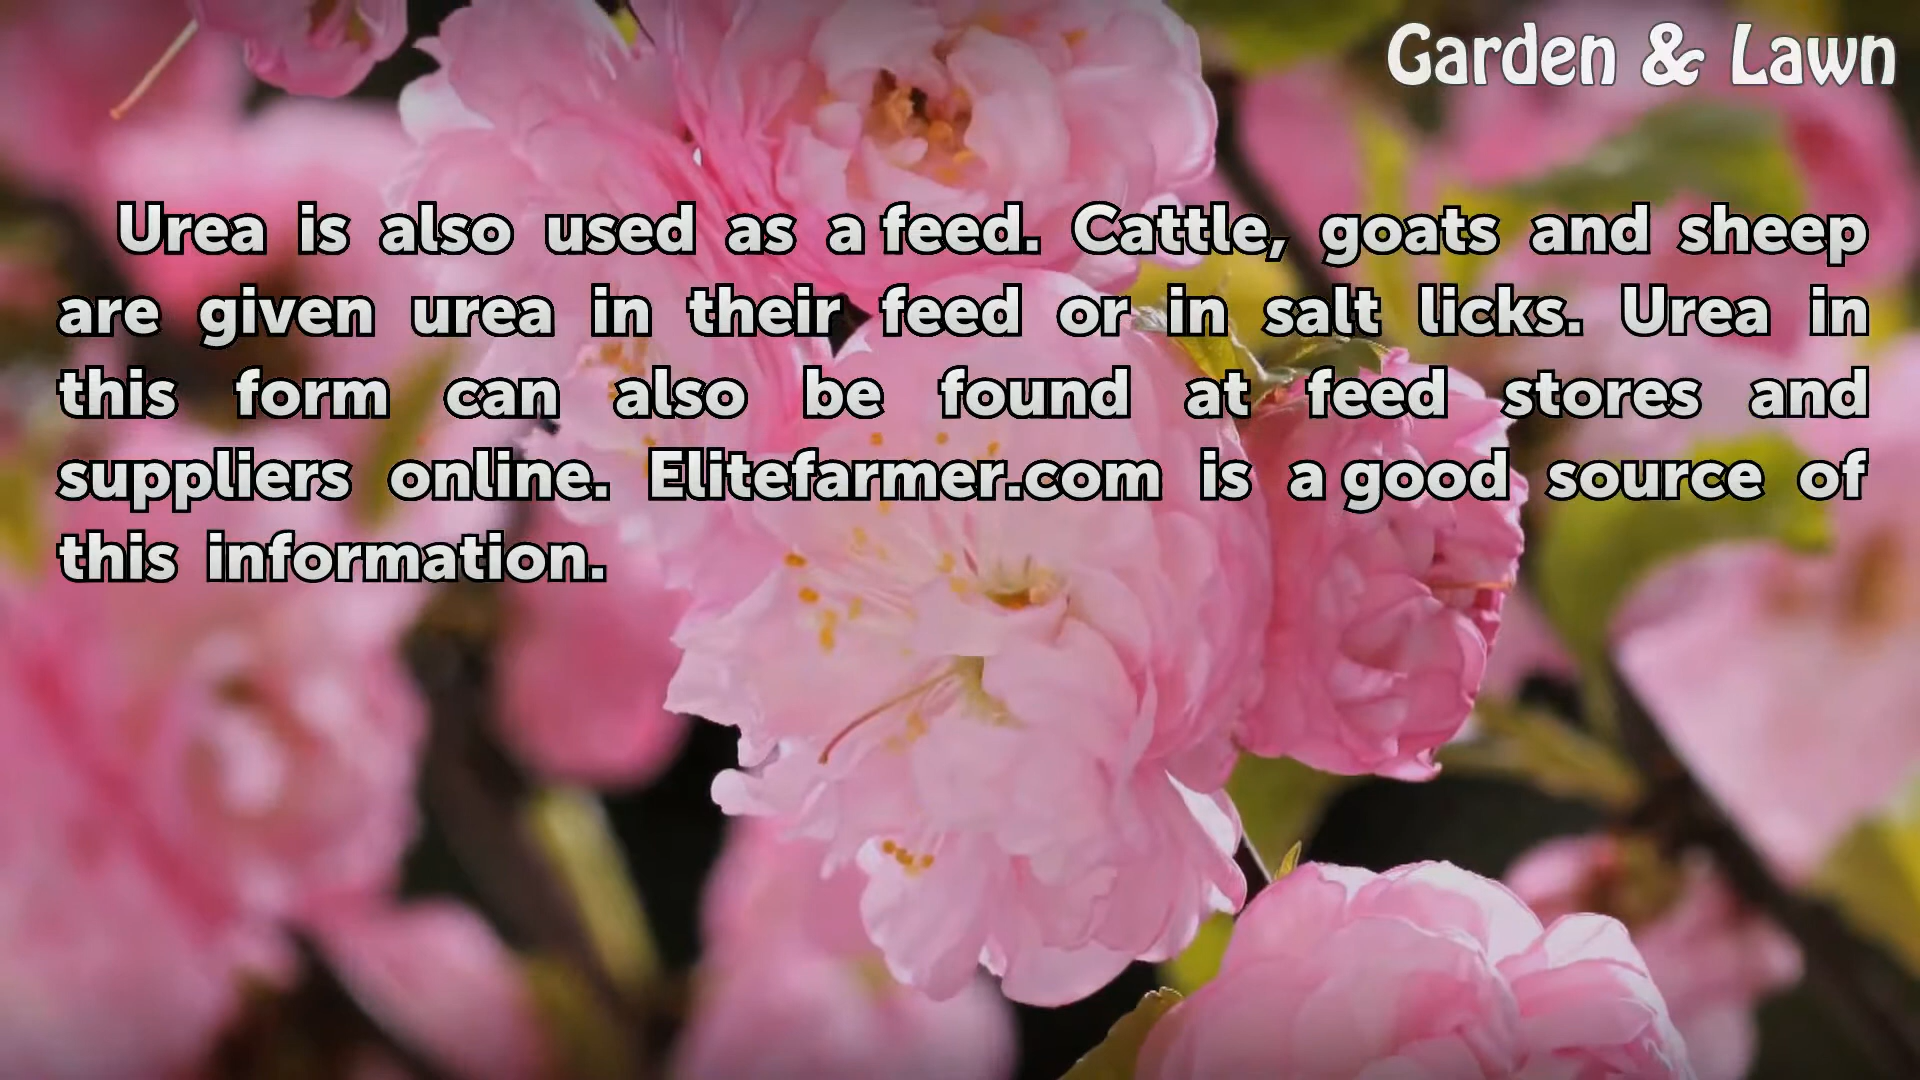 Garden & Lawn
Urea is also used as a feed. Cattle, goats and sheep
are given urea in their feed or in salt licks. Urea in
this form can also be found at feed stores and
suppliers online. Elitefarmer.com is a good source of
this information.